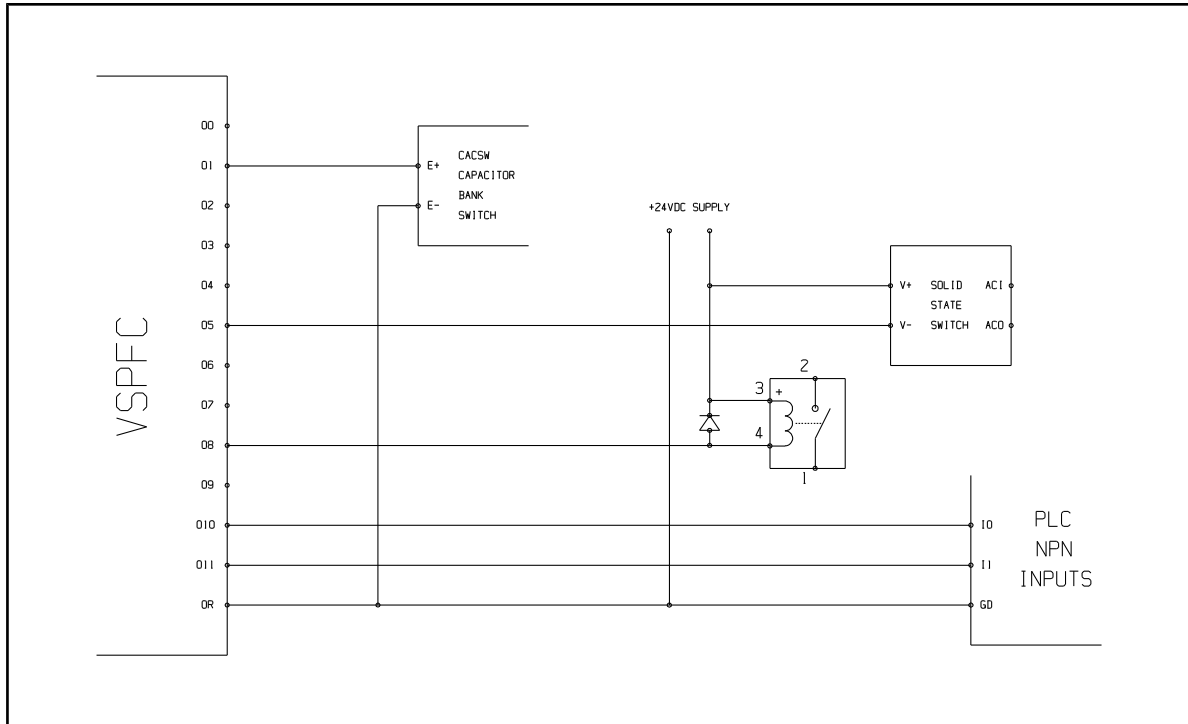 VSPFC
O0
O1
O2
O3
O4
O5
O6
O7
O8
O9
O10
O11
OR
E+
E-
CACSW
CAPACITOR
BANK
SWITCH
+24VDC SUPPLY
V+ SOLID ACI
STATE
V- SWITCH ACO
2
3 +
4
1
I0
I1
GD
PLC
NPN
INPUTS